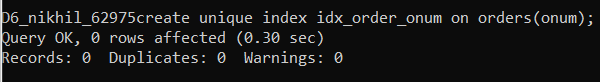 D6_nikhil_62975create unique index idx_order_onum on orders(onum);
Query OK, 0 rows affected (0.30 sec)
Records: 0  Duplicates: 0  Warnings: 0